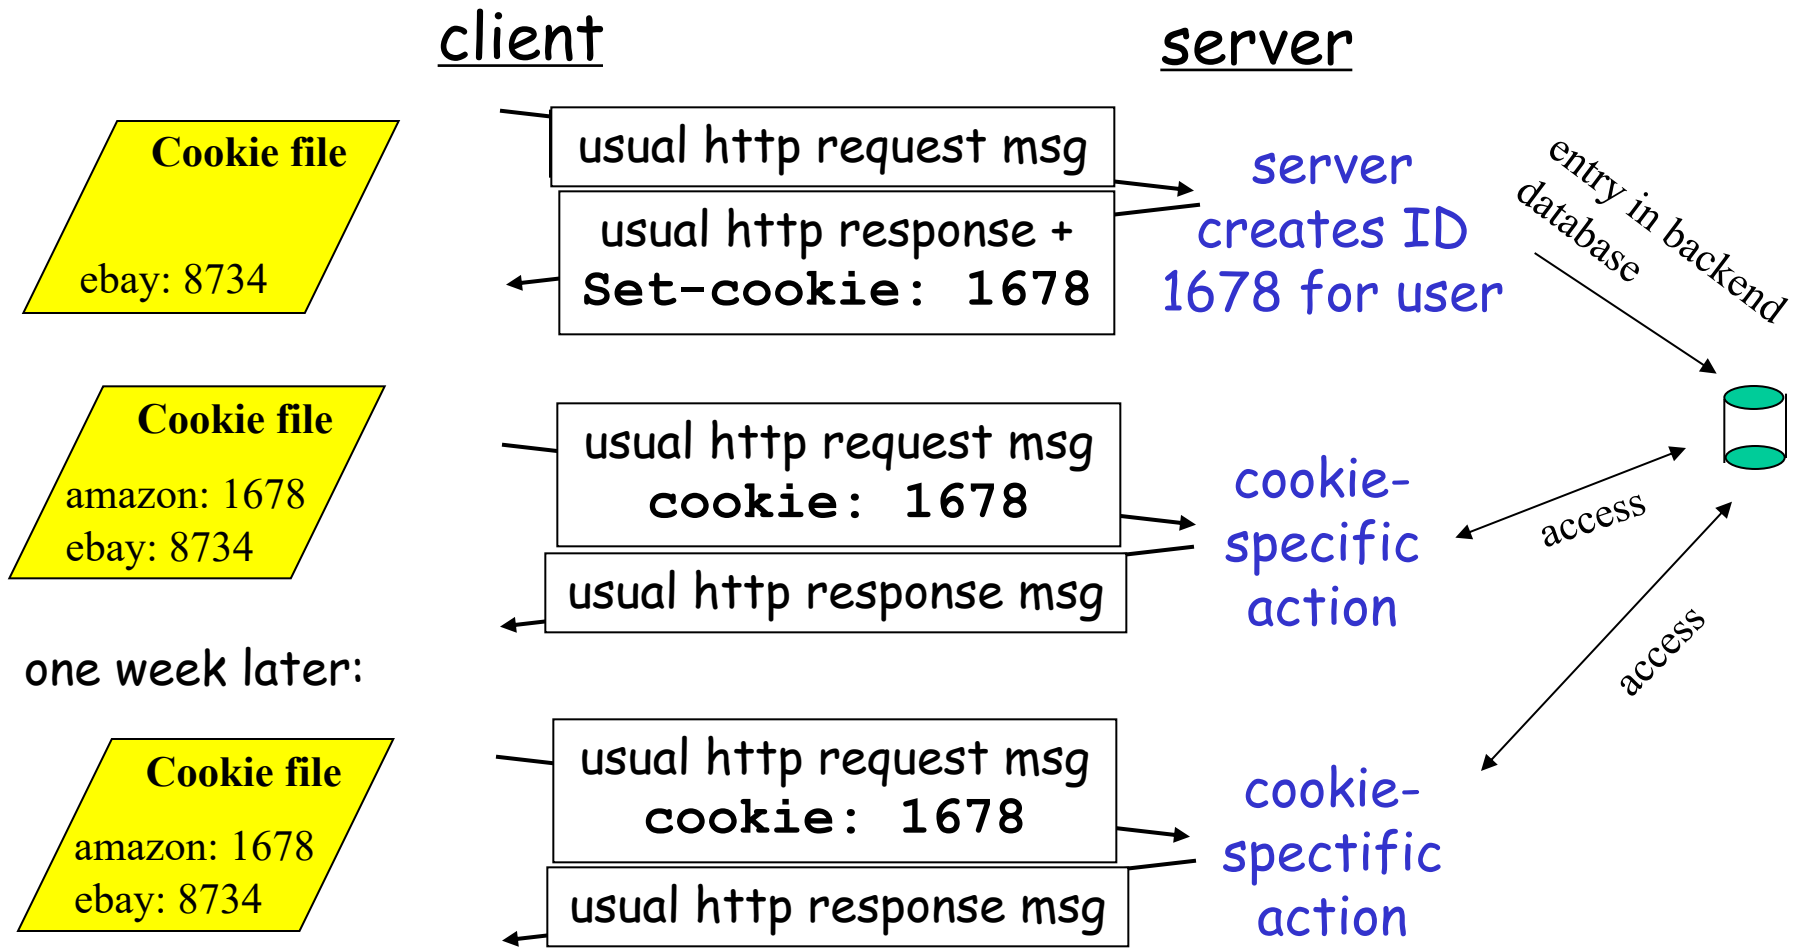 client
server
Cookie file
ebay: 8734
usual http request msg
usual http response +
Set-cookie: 1678
server
creates ID
1678 for user
entry in backend
database
Cookie file
amazon: 1678
ebay: 8734
usual http request msg
cookie: 1678
usual http response msg
cookie-
specific
action
access
access
one week later:
Cookie file
amazon: 1678
ebay: 8734
usual http request msg
cookie: 1678
usual http response msg
cookie-
spectific
action